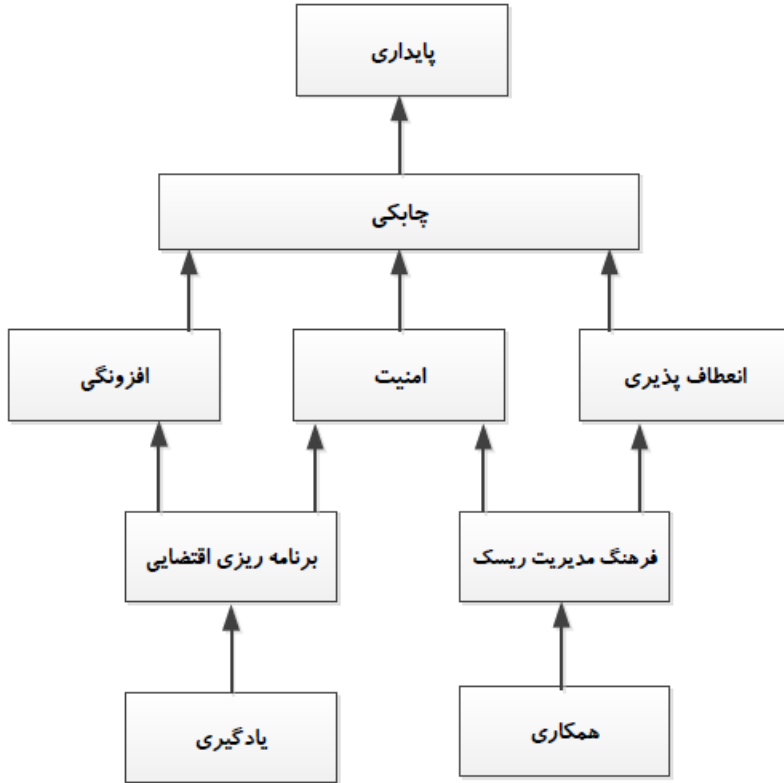 پایداری
چابکی
انعطاف پذیری
امنیت
افزونگی
فرهنگ مدیریت ریسک
برنامه ریزی اقتضایی
همکاری
یادگیری